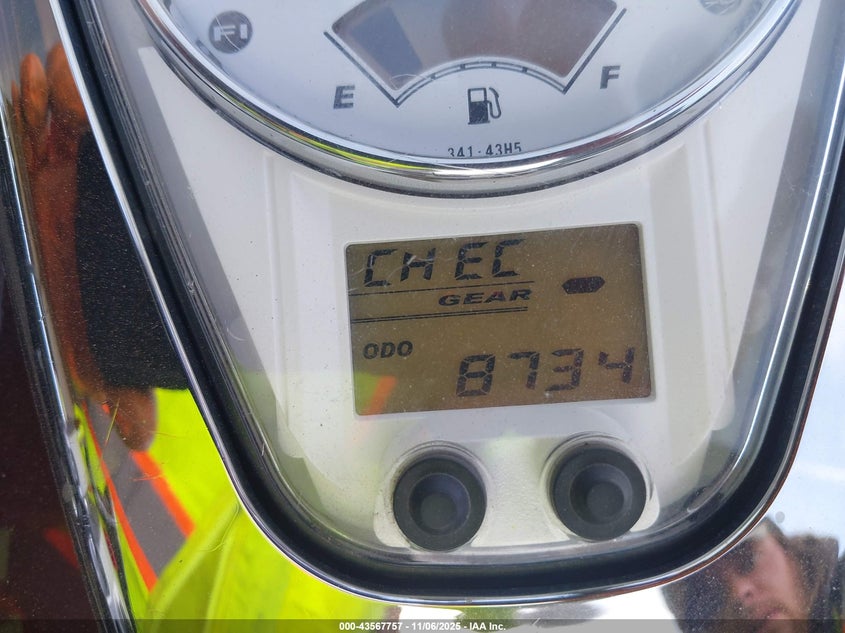 FI
E F
341-43H5
CHEC
GEAR
ODO
8734
000-43567757 - 11/06/2025 - IAA Inc.